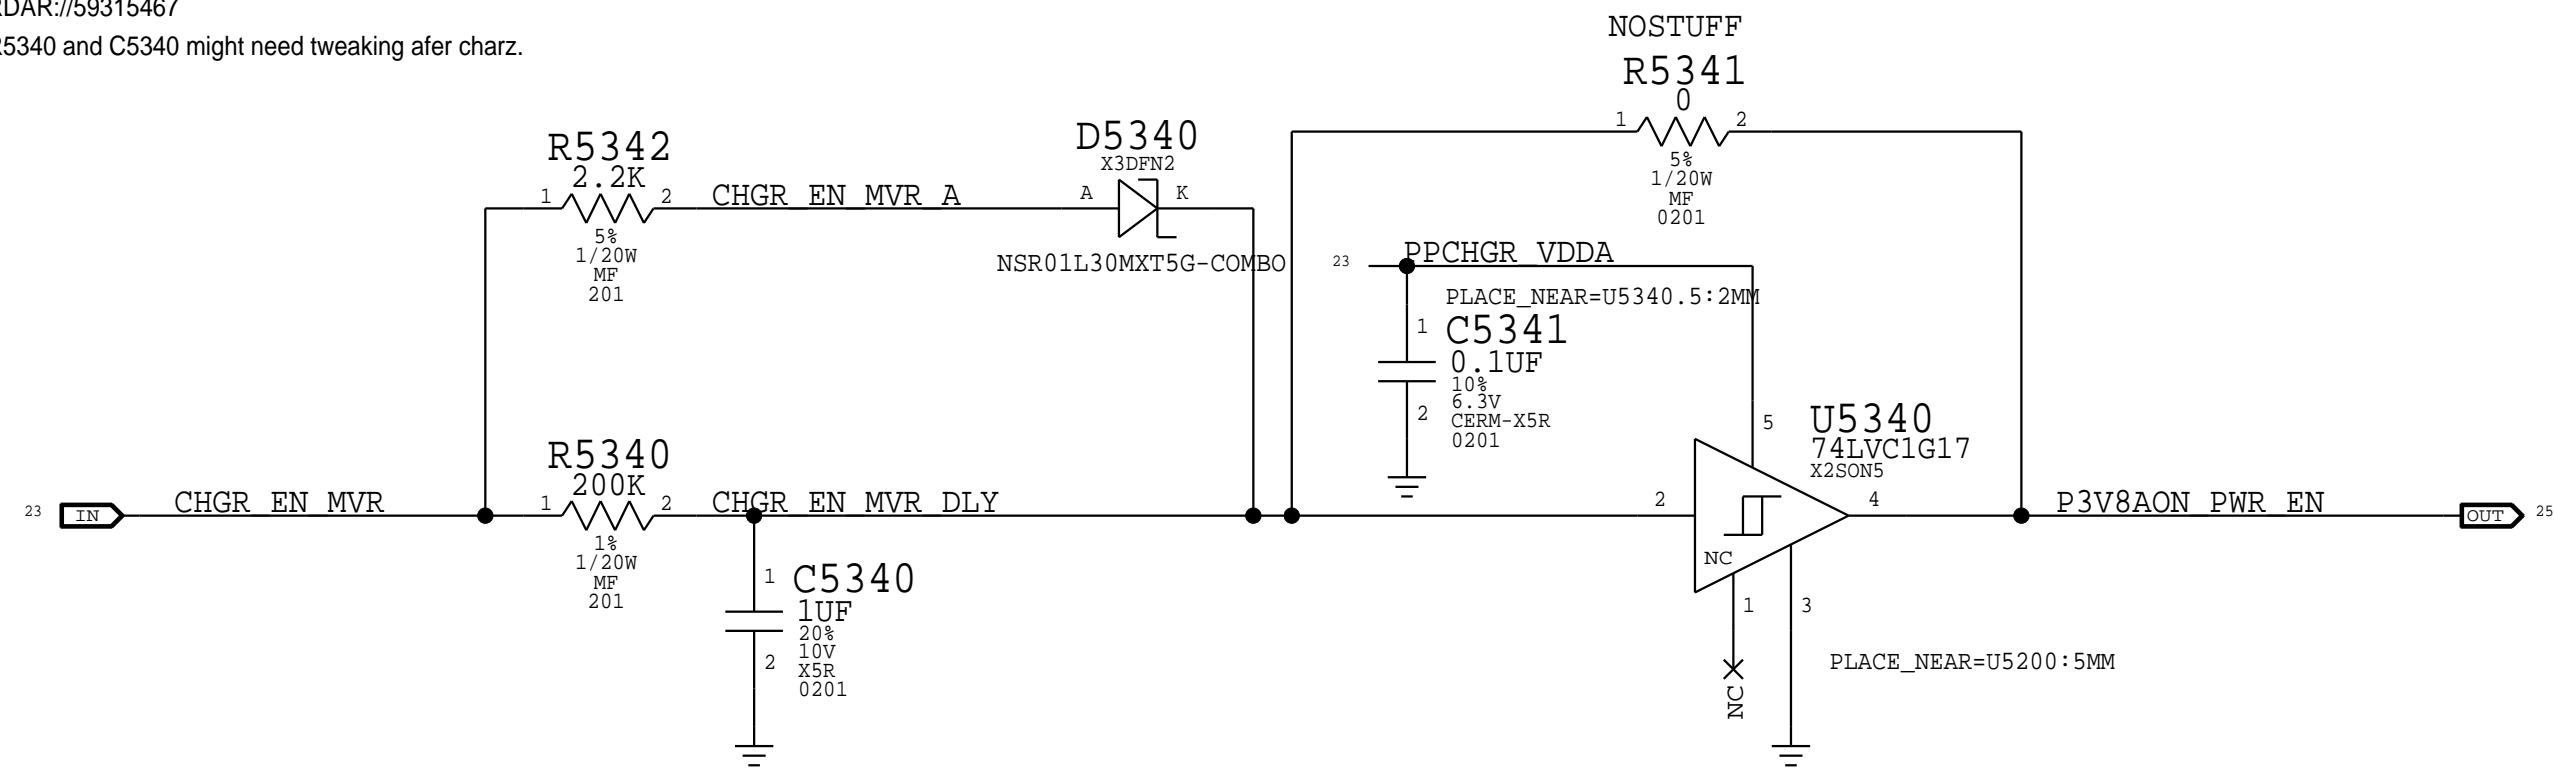 RDAR://59315467
R5340 and C5340 might need tweaking afer charz.
NOSTUFF
R5341
0
1
2
5%
1/20W
MF
0201
R5342
2.2K
1
2
5%
1/20W
MF
201
CHGR_EN_MVR_A
D5340
X3DFN2
A
K
NSR01L30MXT5G-COMBO
23
PPCHGR_VDDA
PLACE_NEAR=U5340.5:2MM
1
C5341
0.1UF
10%
6.3V
CERM-X5R
0201
2
5
U5340
74LVC1G17
X2SON5
R5340
200K
1
2
1%
1/20W
MF
201
23
IN
CHGR_EN_MVR
CHGR_EN_MVR_DLY
2
4
P3V8AON_PWR_EN
OUT
25
NC
1
3
1
C5340
1UF
20%
10V
X5R
0201
2
NC
PLACE_NEAR=U5200:5MM